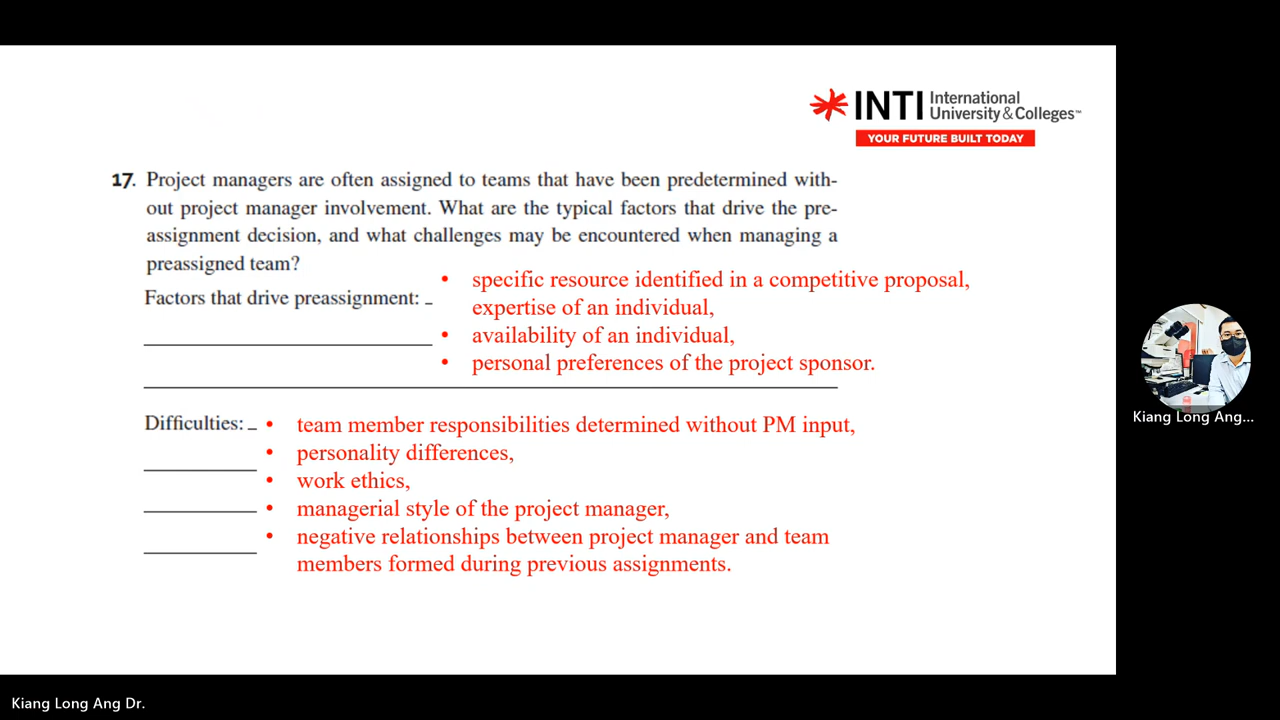 INTI International
University & Colleges™
YOUR FUTURE BUILT TODAY
17. Project managers are often assigned to teams that have been predetermined with-
out project manager involvement. What are the typical factors that drive the pre-
assignment decision, and what challenges may be encountered when managing a
preassigned team?
Factors that drive preassignment: _
• specific resource identified in a competitive proposal,
expertise of an individual,
• availability of an individual,
• personal preferences of the project sponsor.
Difficulties: _
• team member responsibilities determined without PM input,
• personality differences,
• work ethics,
• managerial style of the project manager,
• negative relationships between project manager and team
members formed during previous assignments.
Kiang Long Ang...
Kiang Long Ang Dr.